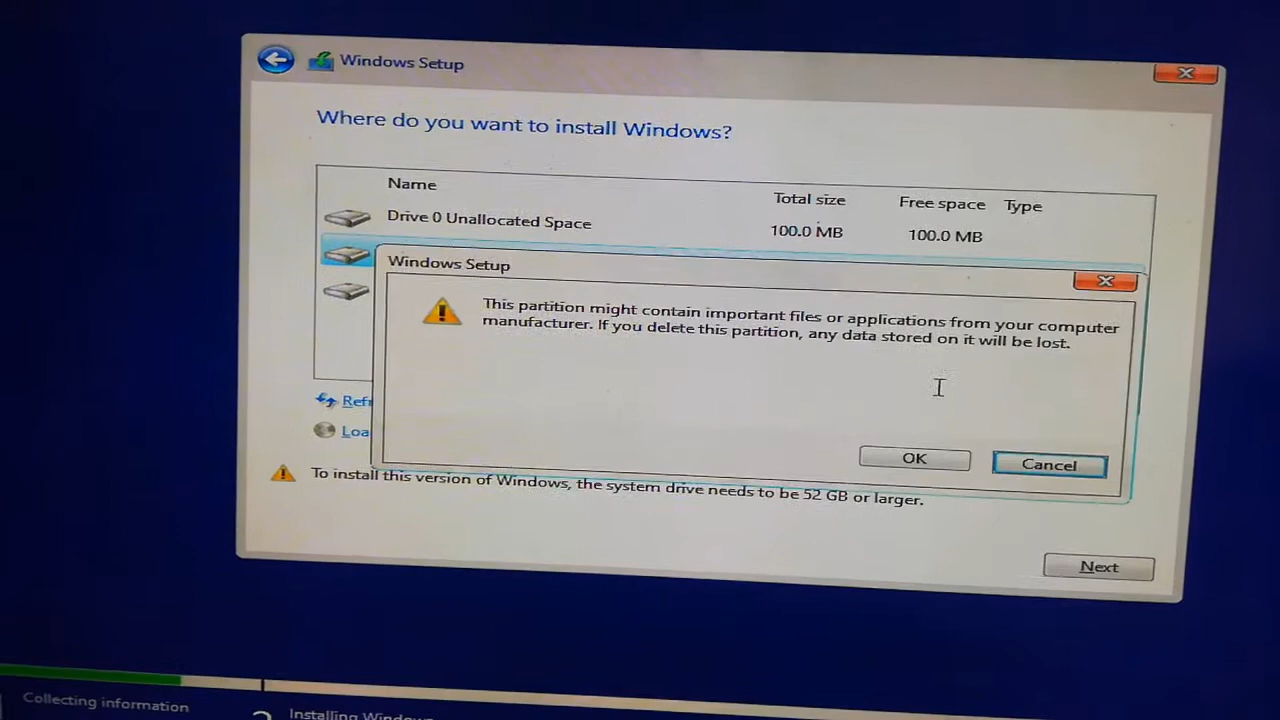 Windows Setup
Where do you want to install Windows?
Name Total size Free space Type
Drive 0 Unallocated Space 100.0 MB 100.0 MB
Windows Setup
This partition might contain important files or applications from your computer
manufacturer. If you delete this partition, any data stored on it will be lost.
Refr
Loa
OK Cancel
To install this version of Windows, the system drive needs to be 52 GB or larger.
Next
Collecting information
Installing Window